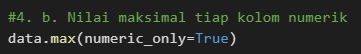 #4. b. Nilai maksimal tiap kolom numerik
data.max(numeric_only=True)